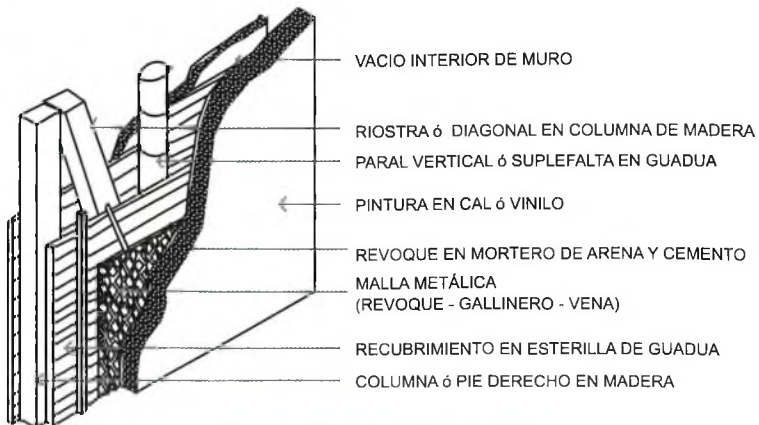 VACIO INTERIOR DE MURO
RIOSTRA ó DIAGONAL EN COLUMNA DE MADERA
PARAL VERTICAL ó SUPLEFALTA EN GUADUA
PINTURA EN CAL ó VINILO
REVOQUE EN MORTERO DE ARENA Y CEMENTO
MALLA METÁLICA
(REVOQUE - GALLINERO - VENA)
RECUBRIMIENTO EN ESTERILLA DE GUADUA
COLUMNA ó PIE DERECHO EN MADERA